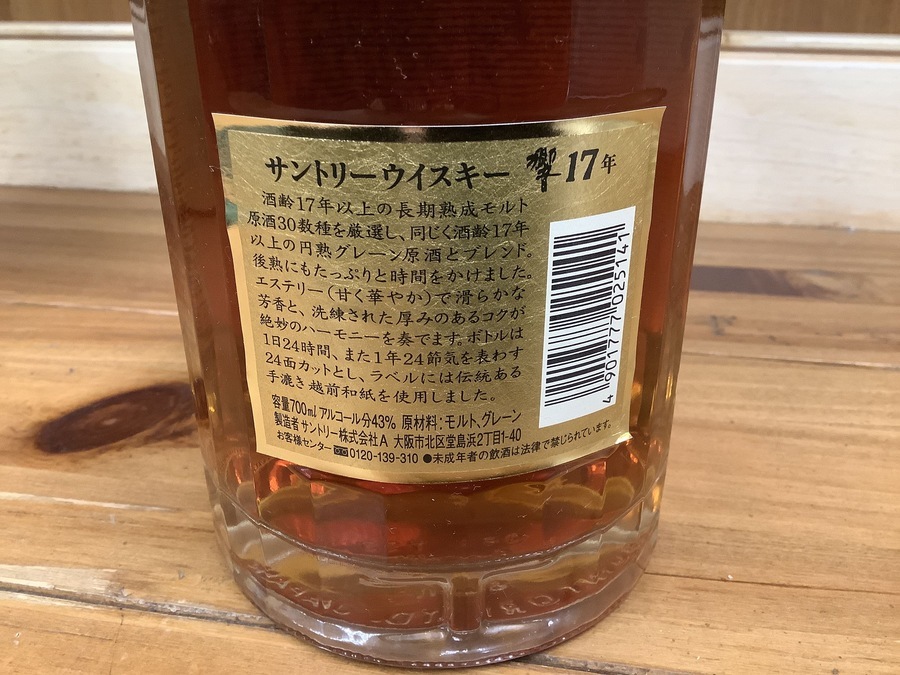 サントリーウイスキー 響 17年
酒齢17年以上の長期熟成モルト
原酒30数種を厳選し、同じく酒齢17年
以上の円熟グレーン原酒とブレンド。
後熟にもたっぷりと時間をかけました。
エステリー(甘く華やか)で滑らかな
芳香と、洗練された厚みのあるコクが
絶妙のハーモニーを奏でます。ボトルは
1日24時間、また1年24節気を表わす
24面カットとし、ラベルには伝統ある
手漉き越前和紙を使用しました。
容量700ml アルコール分43% 原材料:モルト、グレーン
製造者 サントリー株式会社A 大阪市北区堂島浜2丁目1-40
お客様センター 0120-139-310 ●未成年者の飲酒は法律で禁じられています。
4 901777 025141